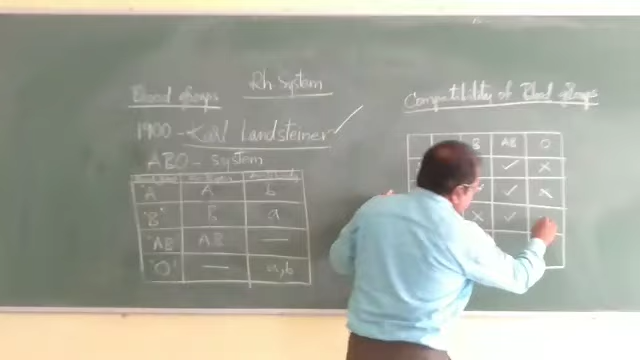 Rh System
Blood groups
Compatibility of Blood groups
1900 - Karl Landsteiner ✓
ABO - system
'A' A b
'B' B a
'AB AB —
'O' — a,b
B AB O
✓ ×
✓ ×
× ✓